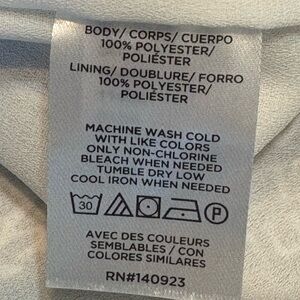 BODY/ CORPS/ CUERPO
100% POLYESTER/
POLIÉSTER
LINING/ DOUBLURE/ FORRO
100% POLYESTER/
POLIÉSTER
MACHINE WASH COLD
WITH LIKE COLORS
ONLY NON-CHLORINE
BLEACH WHEN NEEDED
TUMBLE DRY LOW
COOL IRON WHEN NEEDED
30 P
AVEC DES COULEURS
SEMBLABLES / CON
COLORES SIMILARES
RN#140923